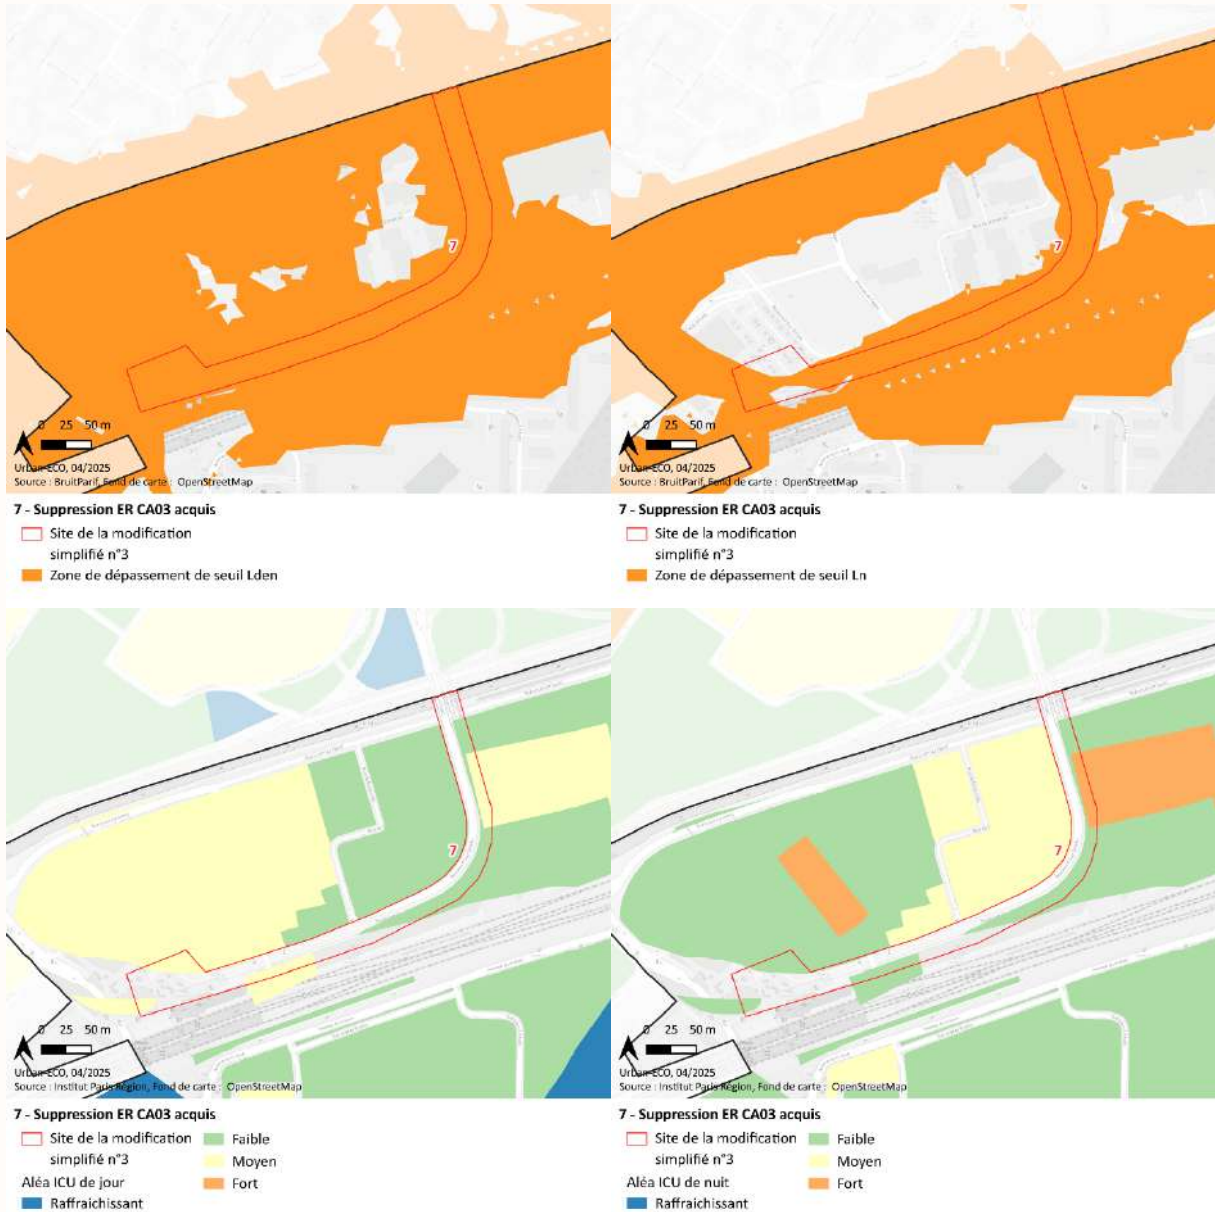 7
0 25 50 m
Urban-ECO, 04/2025
Source : BruitParif, Fond de carte : OpenStreetMap
7 - Suppression ER CA03 acquis
Site de la modification
simplifié n°3
Zone de dépassement de seuil Lden
7
0 25 50 m
Urban-ECO, 04/2025
Source : BruitParif, Fond de carte : OpenStreetMap
7 - Suppression ER CA03 acquis
Site de la modification
simplifié n°3
Zone de dépassement de seuil Ln
7
0 25 50 m
Urban-ECO, 04/2025
Source : Institut Paris Région, Fond de carte : OpenStreetMap
7 - Suppression ER CA03 acquis
Site de la modification
simplifié n°3
Aléa ICU de jour
Raffraichissant
Faible
Moyen
Fort
7
0 25 50 m
Urban-ECO, 04/2025
Source : Institut Paris Région, Fond de carte : OpenStreetMap
7 - Suppression ER CA03 acquis
Site de la modification
simplifié n°3
Aléa ICU de nuit
Raffraichissant
Faible
Moyen
Fort